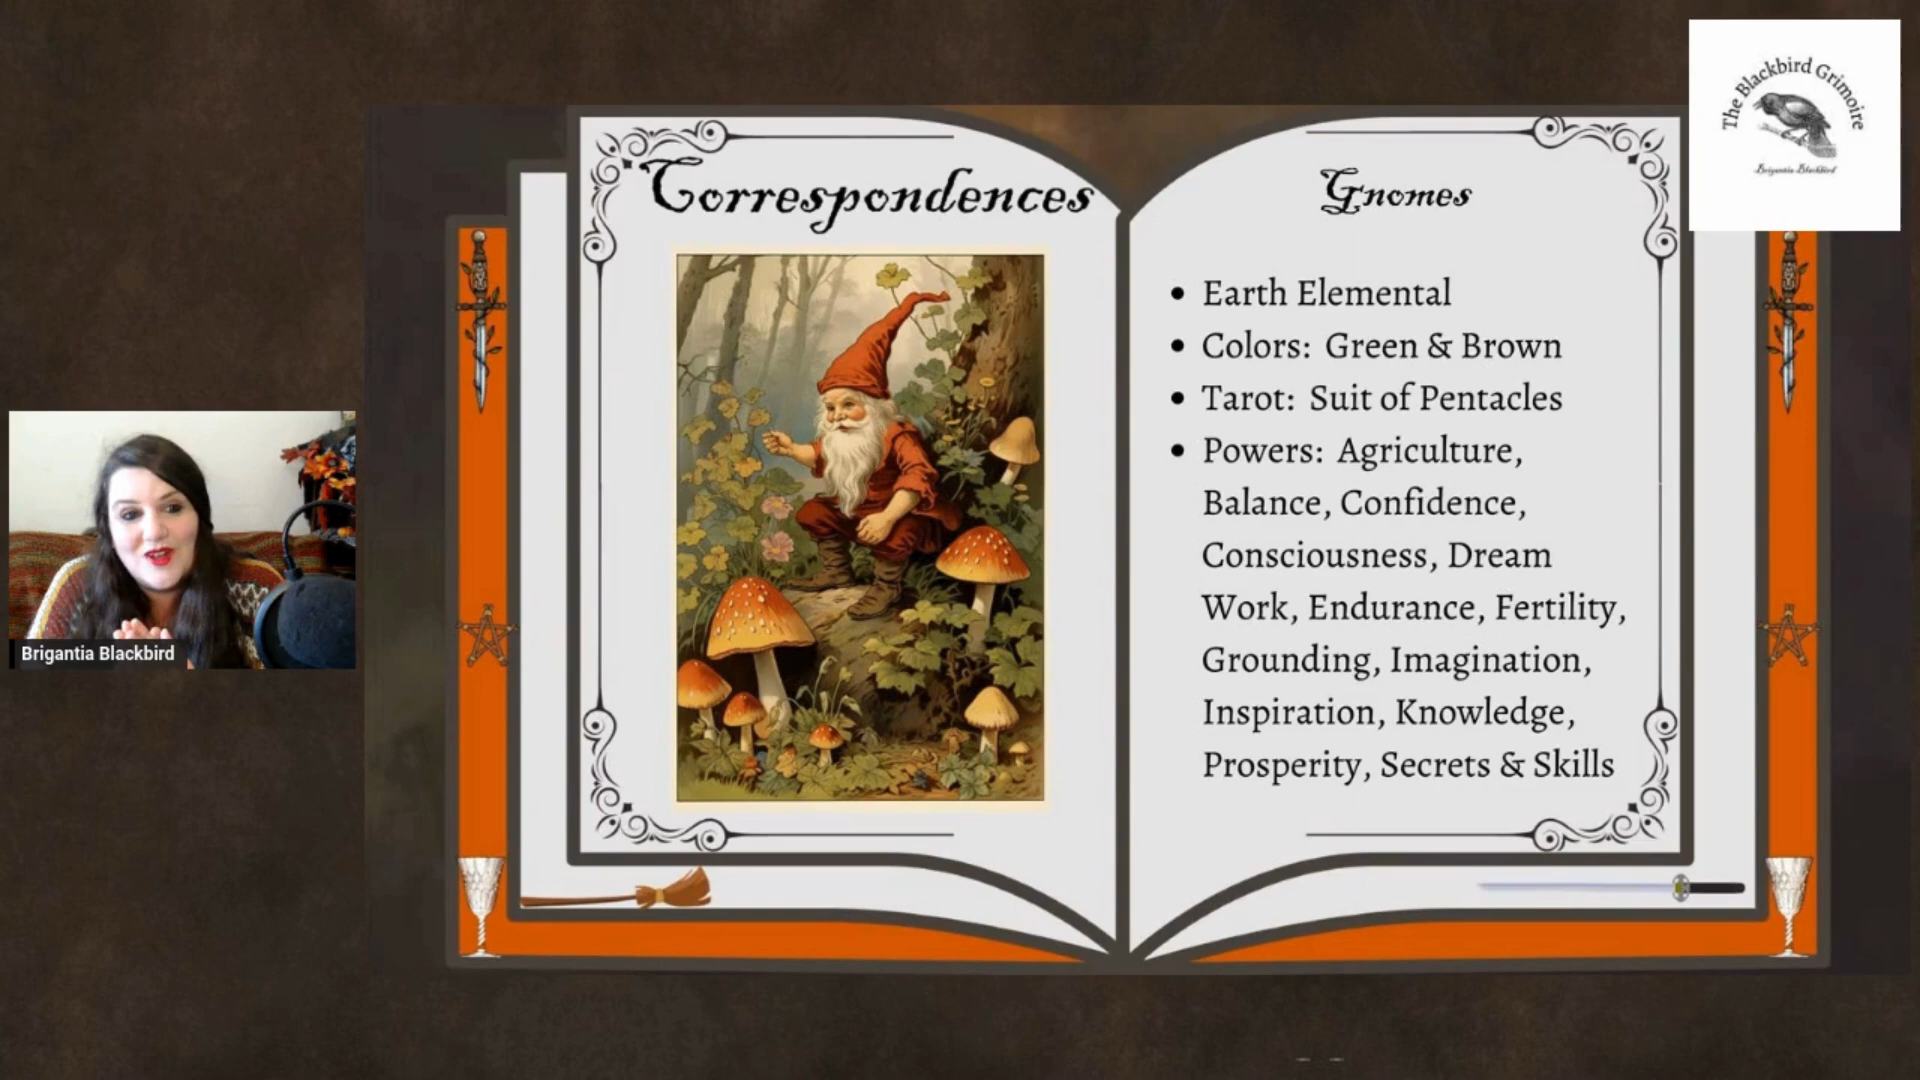 The Blackbird Grimoire
Brigantia Blackbird
Correspondences
Gnomes
• Earth Elemental
• Colors: Green & Brown
• Tarot: Suit of Pentacles
• Powers: Agriculture,
Balance, Confidence,
Consciousness, Dream
Work, Endurance, Fertility,
Grounding, Imagination,
Inspiration, Knowledge,
Prosperity, Secrets & Skills
Brigantia Blackbird